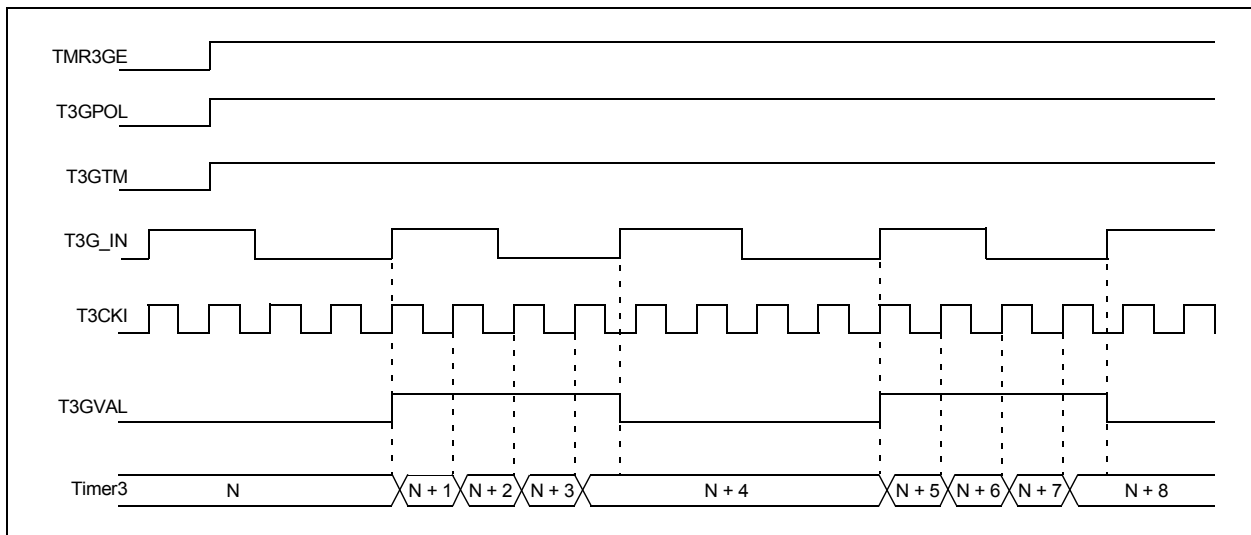 TMR3GE
T3GPOL
T3GTM
T3G_IN
T3CKI
T3GVAL
Timer3 N N + 1 N + 2 N + 3 N + 4 N + 5 N + 6 N + 7 N + 8